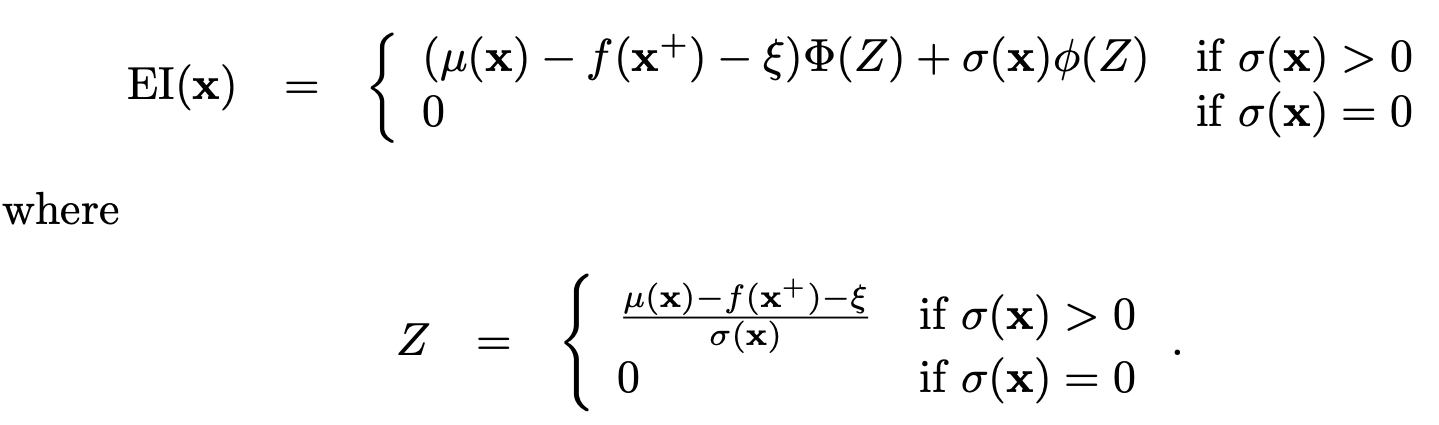 EI(x) = { (μ(x) − f(x⁺) − ξ)Φ(Z) + σ(x)ϕ(Z) if σ(x) > 0
0 if σ(x) = 0
where
Z = { (μ(x)−f(x⁺)−ξ)/σ(x) if σ(x) > 0
0 if σ(x) = 0 .